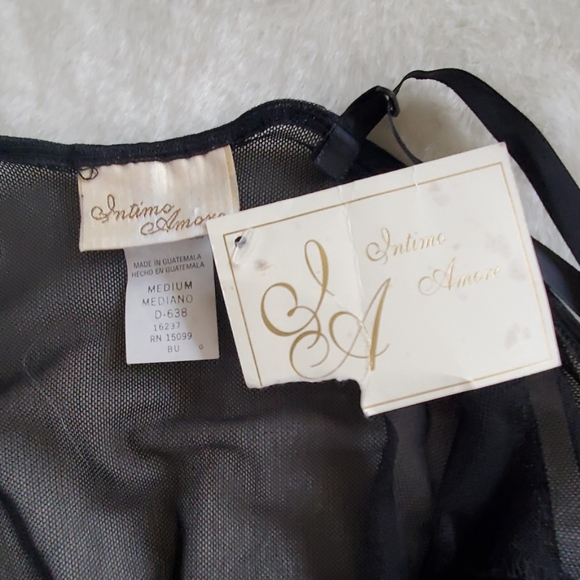 Intimo
Amore
MADE IN GUATEMALA
HECHO EN GUATEMALA
MEDIUM
MEDIANO
D-638
16237
RN 15099
BU
IA
Intimo
Amore